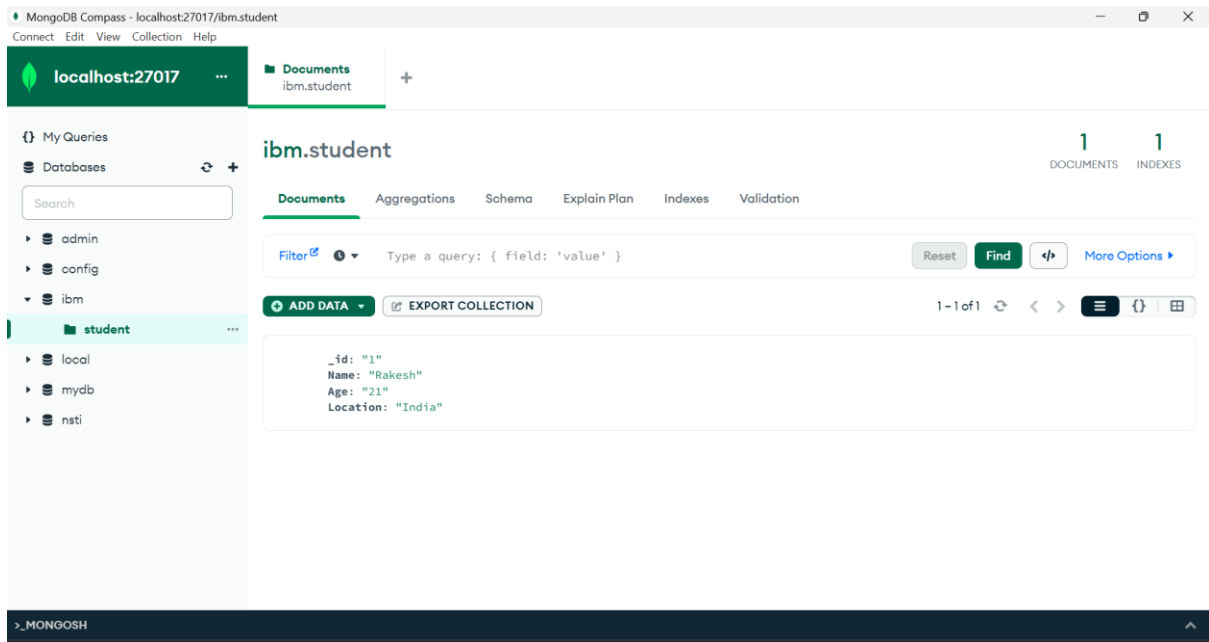 MongoDB Compass - localhost:27017/ibm.student
Connect Edit View Collection Help
localhost:27017 ...
Documents
ibm.student
+
{} My Queries
Databases
Search
admin
config
ibm
student ...
local
mydb
nsti
ibm.student
1 DOCUMENTS
1 INDEXES
Documents Aggregations Schema Explain Plan Indexes Validation
Filter Type a query: { field: 'value' } Reset Find </> More Options
ADD DATA EXPORT COLLECTION 1-1 of 1 {}
_id: "1"
Name: "Rakesh"
Age: "21"
Location: "India"
>_MONGOSH